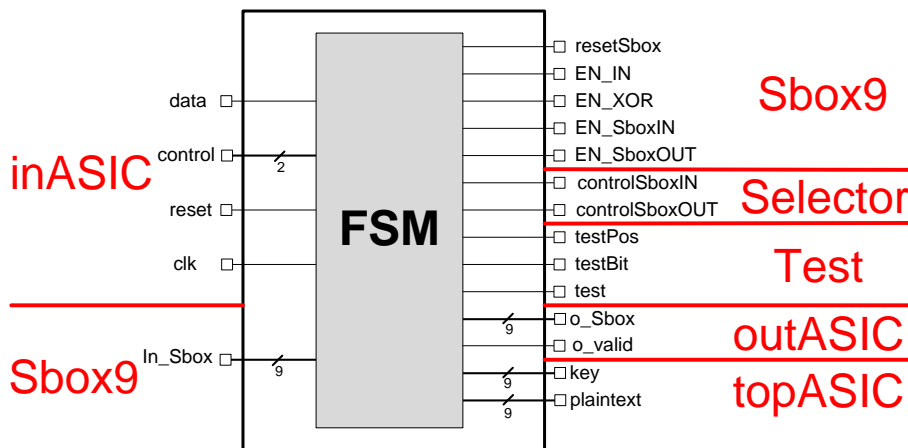 inASIC
data
control
2
reset
clk
Sbox9
In_Sbox
9
FSM
resetSbox
EN_IN
EN_XOR
EN_SboxIN
EN_SboxOUT
Sbox9
controlSboxIN
controlSboxOUT
Selector
testPos
testBit
test
Test
9
o_Sbox
o_valid
outASIC
9
key
9
plaintext
topASIC